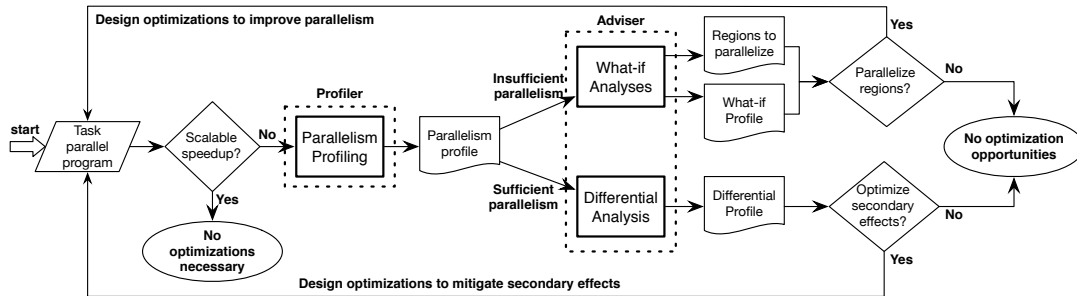 Design optimizations to improve parallelism
Yes
Adviser
Regions to
parallelize
What-if
Analyses
Insufficient
parallelism
Parallelize
regions?
No
Profiler
What-if
Profile
start
Task
parallel
program
Scalable
speedup?
No
Parallelism
Profiling
Parallelism
profile
No optimization
opportunities
Sufficient
parallelism
Differential
Analysis
Differential
Profile
Optimize
secondary
effects?
No
Yes
No
optimizations
necessary
Yes
Design optimizations to mitigate secondary effects